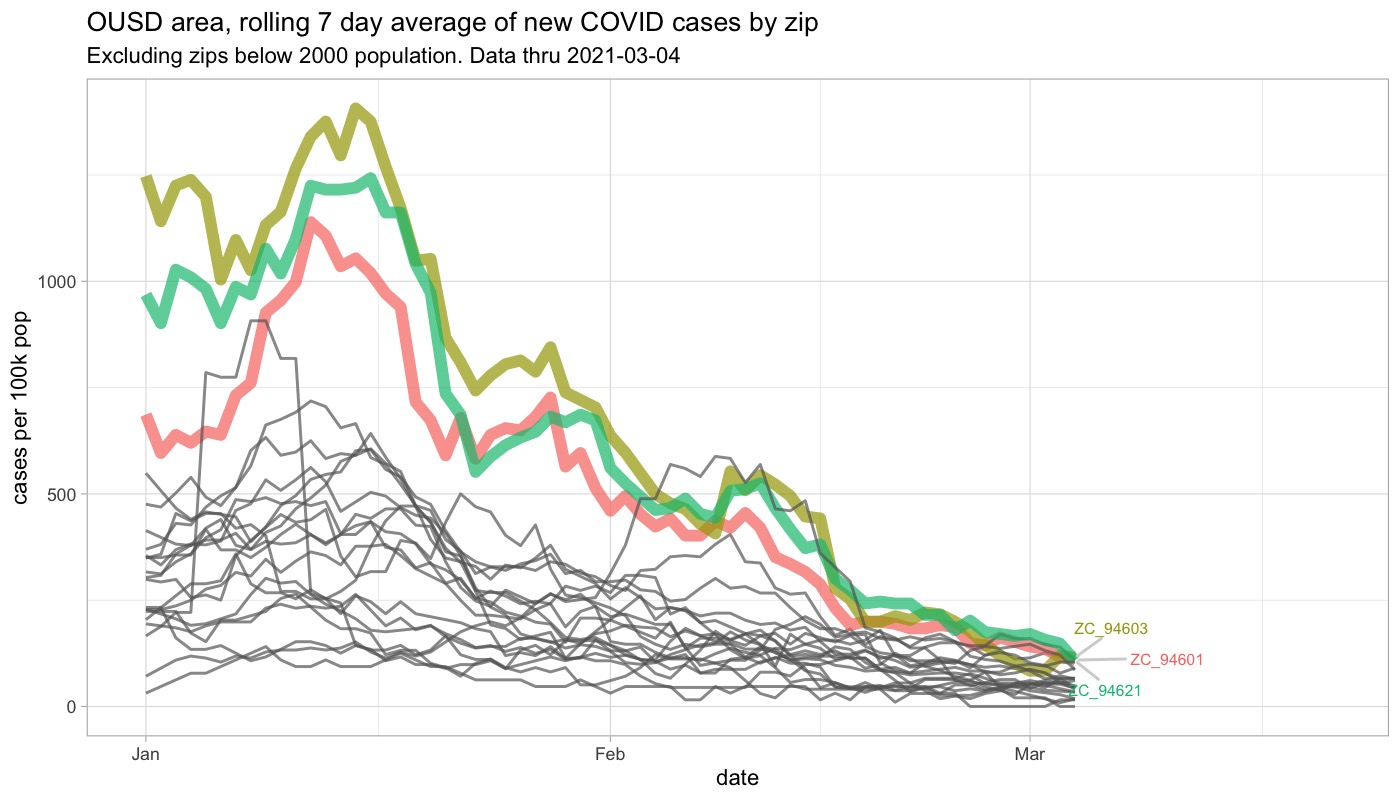 OUSD area, rolling 7 day average of new COVID cases by zip
Excluding zips below 2000 population. Data thru 2021-03-04
cases per 100k pop
1000
500
0
ZC_94603
ZC_94601
ZC_94621
Jan
Feb
Mar
date